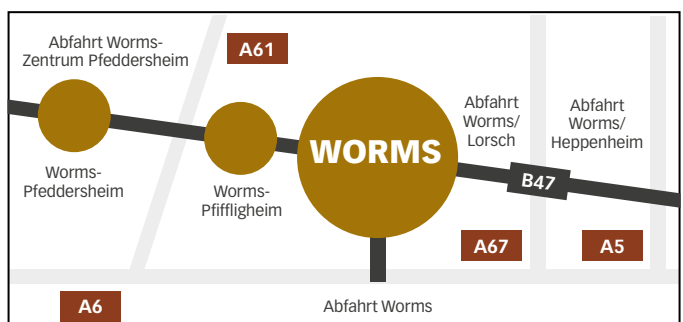 Abfahrt Worms-
Zentrum Pfeddersheim
A61
Abfahrt
Worms/
Lorsch
Abfahrt
Worms/
Heppenheim
WORMS
Worms-
Pfeddersheim
Worms-
Pfiffligheim
B47
A67
A5
A6
Abfahrt Worms